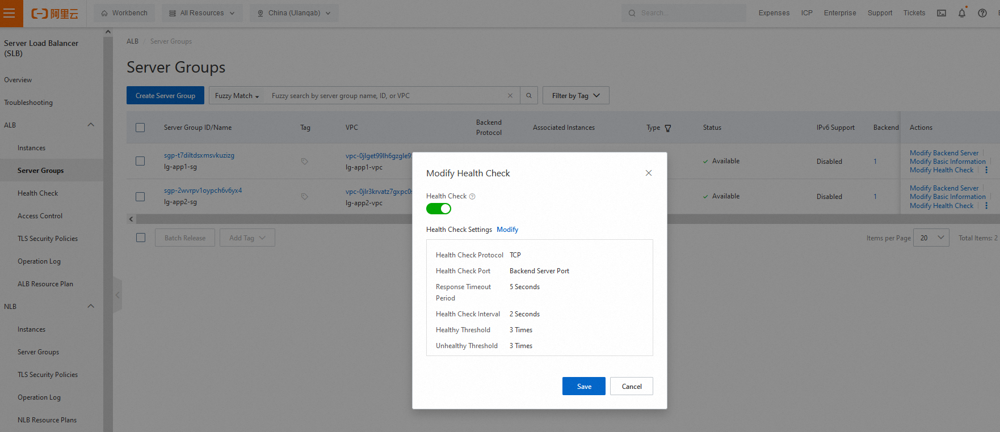 阿里云
Workbench
All Resources
China (Ulanqab)
Search...
Expenses
ICP
Enterprise
Support
Tickets
Server Load Balancer
(SLB)
Overview
Troubleshooting
ALB
Instances
Server Groups
Health Check
Access Control
TLS Security Policies
Operation Log
ALB Resource Plan
NLB
Instances
Server Groups
TLS Security Policies
Operation Log
NLB Resource Plans
ALB / Server Groups
Server Groups
Create Server Group
Fuzzy Match
Fuzzy search by server group name, ID, or VPC
Filter by Tag
Server Group ID/Name
Tag
VPC
Backend
Protocol
Associated Instances
Type
Status
IPv6 Support
Backend
Actions
sgp-t7diltdsxmsvkuzizg
lg-app1-sg
vpc-0jlget99lh6gzgle9
lg-app1-vpc
Available
Disabled
1
Modify Backend Server
Modify Basic Information
Modify Health Check
sgp-2wvrpv1oypch6v6yx4
lg-app2-sg
vpc-0jlr3krvatz7gxpc0
lg-app2-vpc
Available
Disabled
1
Modify Backend Server
Modify Basic Information
Modify Health Check
Batch Release
Add Tag
Items per Page
20
Total Items: 2
Modify Health Check
Health Check
Health Check Settings Modify
Health Check Protocol TCP
Health Check Port Backend Server Port
Response Timeout 5 Seconds
Period
Health Check Interval 2 Seconds
Healthy Threshold 3 Times
Unhealthy Threshold 3 Times
Save
Cancel